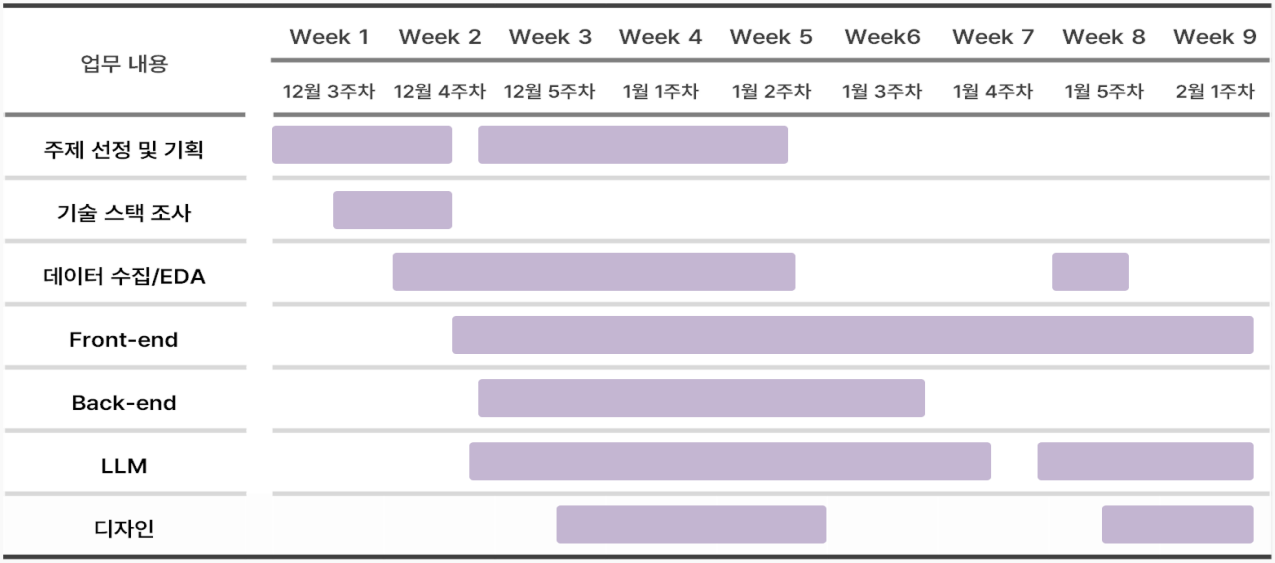 업무 내용
Week 1 Week 2 Week 3 Week 4 Week 5 Week6 Week 7 Week 8 Week 9
12월 3주차 12월 4주차 12월 5주차 1월 1주차 1월 2주차 1월 3주차 1월 4주차 1월 5주차 2월 1주차
주제 선정 및 기획
기술 스택 조사
데이터 수집/EDA
Front-end
Back-end
LLM
디자인